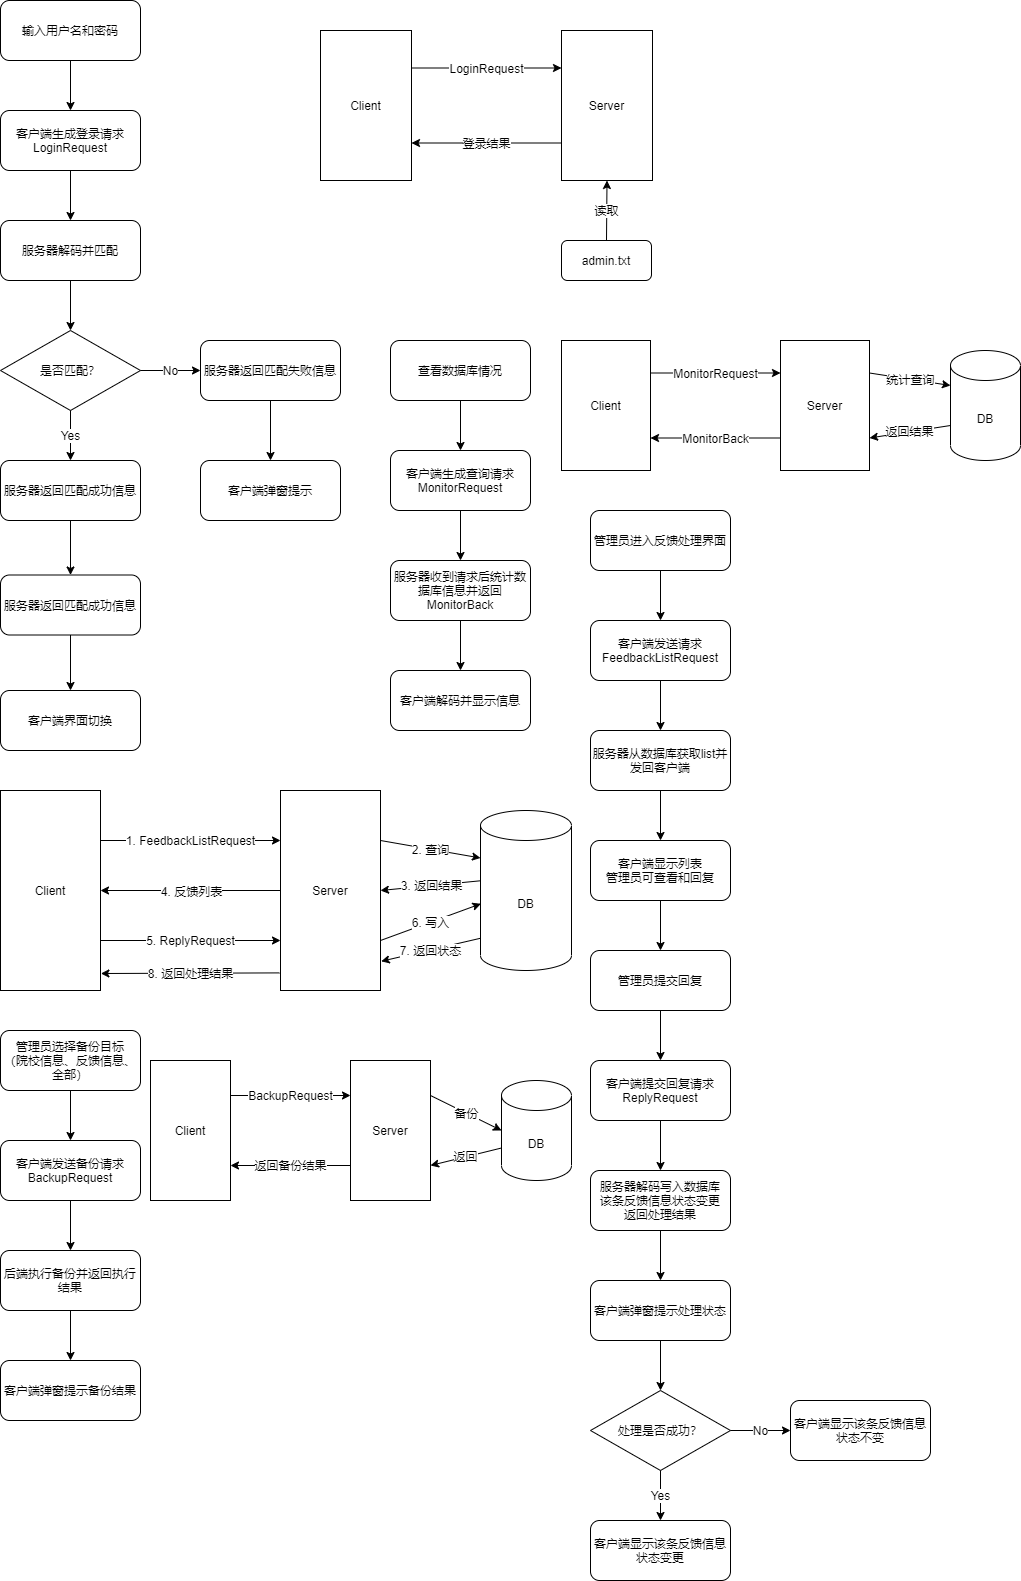 输入用户名和密码
客户端生成登录请求
LoginRequest
服务器解码并匹配
是否匹配？
No
服务器返回匹配失败信息
客户端弹窗提示
Yes
服务器返回匹配成功信息
服务器返回匹配成功信息
客户端界面切换
Client
LoginRequest
Server
登录结果
读取
admin.txt
查看数据库情况
客户端生成查询请求
MonitorRequest
服务器收到请求后统计数
据库信息并返回
MonitorBack
客户端解码并显示信息
Client
MonitorRequest
MonitorBack
Server
统计查询
返回结果
DB
管理员进入反馈处理界面
客户端发送请求
FeedbackListRequest
服务器从数据库获取list并
发回客户端
客户端显示列表
管理员可查看和回复
管理员提交回复
客户端提交回复请求
ReplyRequest
服务器解码写入数据库
该条反馈信息状态变更
返回处理结果
客户端弹窗提示处理状态
处理是否成功？
No
客户端显示该条反馈信息
状态不变
Yes
客户端显示该条反馈信息
状态变更
Client
1. FeedbackListRequest
4. 反馈列表
5. ReplyRequest
8. 返回处理结果
Server
2. 查询
3. 返回结果
6. 写入
7. 返回状态
DB
管理员选择备份目标
（院校信息、反馈信息、
全部）
客户端发送备份请求
BackupRequest
后端执行备份并返回执行
结果
客户端弹窗提示备份结果
Client
BackupRequest
返回备份结果
Server
备份
返回
DB